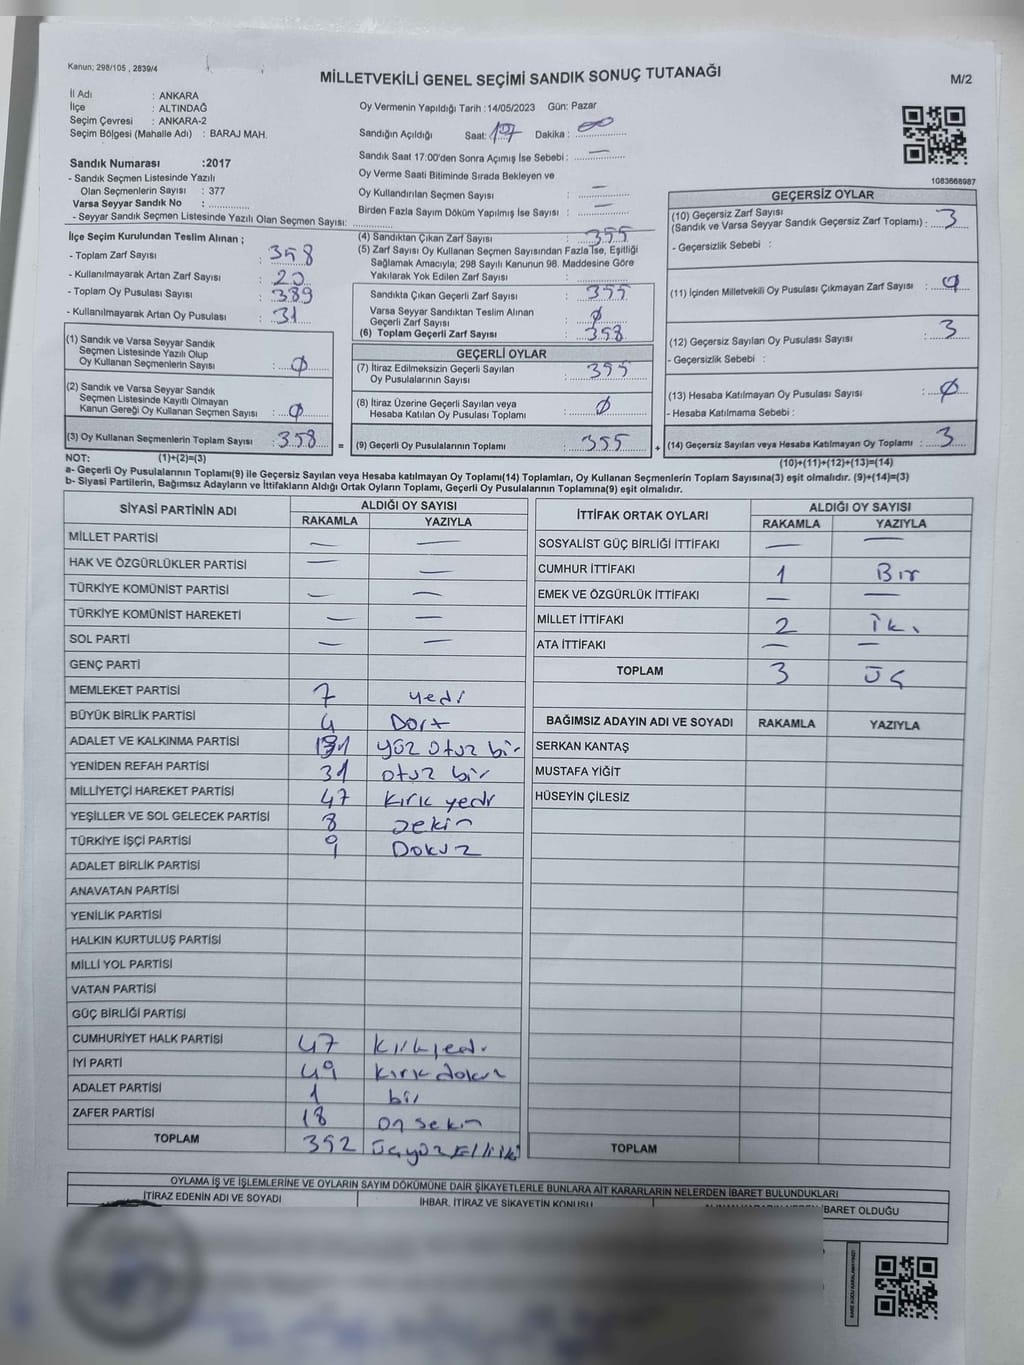 Kanun; 298/105 , 2839/4
MİLLETVEKİLİ GENEL SEÇİMİ SANDIK SONUÇ TUTANAĞI
M/2
İl Adı : ANKARA
İlçe : ALTINDAĞ
Seçim Çevresi : ANKARA-2
Seçim Bölgesi (Mahalle Adı) : BARAJ MAH.
Sandık Numarası :2017
- Sandık Seçmen Listesinde Yazılı
Olan Seçmenlerin Sayısı : 377
Varsa Seyyar Sandık No :
- Seyyar Sandık Seçmen Listesinde Yazılı Olan Seçmen Sayısı:
Oy Vermenin Yapıldığı Tarih :14/05/2023 Gün: Pazar
Sandığın Açıldığı Saat: 17 Dakika : 00
Sandık Saat 17:00'den Sonra Açımış İse Sebebi : —
Oy Verme Saati Bitiminde Sırada Bekleyen ve
Oy Kullandırılan Seçmen Sayısı : —
Birden Fazla Sayım Döküm Yapılmış İse Sayısı : —
1083668987
İlçe Seçim Kurulundan Teslim Alınan ;
- Toplam Zarf Sayısı : 358
- Kullanılmayarak Artan Zarf Sayısı : 20
- Toplam Oy Pusulası Sayısı : 389
- Kullanılmayarak Artan Oy Pusulası : 31
(1) Sandık ve Varsa Seyyar Sandık
Seçmen Listesinde Yazılı Olup
Oy Kullanan Seçmenlerin Sayısı : Ø
(2) Sandık ve Varsa Seyyar Sandık
Seçmen Listesinde Kayıtlı Olmayan
Kanun Gereği Oy Kullanan Seçmen Sayısı : Ø
(3) Oy Kullanan Seçmenlerin Toplam Sayısı : 358
(1)+(2)=(3)
(4) Sandıktan Çıkan Zarf Sayısı : 355
(5) Zarf Sayısı Oy Kullanan Seçmen Sayısından Fazla İse, Eşitliği
Sağlamak Amacıyla; 298 Sayılı Kanunun 98. Maddesine Göre
Yakılarak Yok Edilen Zarf Sayısı :
Sandıkta Çıkan Geçerli Zarf Sayısı : 355
Varsa Seyyar Sandıktan Teslim Alınan
Geçerli Zarf Sayısı : Ø
(6) Toplam Geçerli Zarf Sayısı : 358
GEÇERLİ OYLAR
(7) İtiraz Edilmeksizin Geçerli Sayılan
Oy Pusulalarının Sayısı : 355
(8) İtiraz Üzerine Geçerli Sayılan veya
Hesaba Katılan Oy Pusulası Toplamı : Ø
= (9) Geçerli Oy Pusulalarının Toplamı : 355 +
GEÇERSİZ OYLAR
(10) Geçersiz Zarf Sayısı
(Sandık ve Varsa Seyyar Sandık Geçersiz Zarf Toplamı) : 3
- Geçersizlik Sebebi :
(11) İçinden Milletvekili Oy Pusulası Çıkmayan Zarf Sayısı : Ø
(12) Geçersiz Sayılan Oy Pusulası Sayısı : 3
- Geçersizlik Sebebi :
(13) Hesaba Katılmayan Oy Pusulası Sayısı : Ø
- Hesaba Katılmama Sebebi :
(14) Geçersiz Sayılan veya Hesaba Katılmayan Oy Toplamı : 3
(10)+(11)+(12)+(13)=(14)
NOT:
a- Geçerli Oy Pusulalarının Toplamı(9) ile Geçersiz Sayılan veya Hesaba katılmayan Oy Toplamı(14) Toplamları, Oy Kullanan Seçmenlerin Toplam Sayısına(3) eşit olmalıdır. (9)+(14)=(3)
b- Siyasi Partilerin, Bağımsız Adayların ve İttifakların Aldığı Ortak Oyların Toplamı, Geçerli Oy Pusulalarının Toplamına(9) eşit olmalıdır.
SİYASİ PARTİNİN ADI ALDIĞI OY SAYISI
RAKAMLA YAZIYLA
MİLLET PARTİSİ — —
HAK VE ÖZGÜRLÜKLER PARTİSİ — —
TÜRKİYE KOMÜNİST PARTİSİ — —
TÜRKİYE KOMÜNİST HAREKETİ — —
SOL PARTİ — —
GENÇ PARTİ
MEMLEKET PARTİSİ 7 yedi
BÜYÜK BİRLİK PARTİSİ 4 Dört
ADALET VE KALKINMA PARTİSİ 131 yüz otuz bir
YENİDEN REFAH PARTİSİ 31 otuz bir
MİLLİYETÇİ HAREKET PARTİSİ 47 Kırk yedi
YEŞİLLER VE SOL GELECEK PARTİSİ 8 sekiz
TÜRKİYE İŞÇİ PARTİSİ 9 Dokuz
ADALET BİRLİK PARTİSİ
ANAVATAN PARTİSİ
YENİLİK PARTİSİ
HALKIN KURTULUŞ PARTİSİ
MİLLİ YOL PARTİSİ
VATAN PARTİSİ
GÜÇ BİRLİĞİ PARTİSİ
CUMHURİYET HALK PARTİSİ 47 Kırkyedi
İYİ PARTİ 49 Kırk dokuz
ADALET PARTİSİ 1 bir
ZAFER PARTİSİ 18 on sekiz
TOPLAM 352 üçyüz Elli iki
İTTİFAK ORTAK OYLARI ALDIĞI OY SAYISI
RAKAMLA YAZIYLA
SOSYALİST GÜÇ BİRLİĞİ İTTİFAKI — —
CUMHUR İTTİFAKI 1 Bir
EMEK VE ÖZGÜRLÜK İTTİFAKI — —
MİLLET İTTİFAKI 2 İki
ATA İTTİFAKI — —
TOPLAM 3 üç
BAĞIMSIZ ADAYIN ADI VE SOYADI RAKAMLA YAZIYLA
SERKAN KANTAŞ
MUSTAFA YİĞİT
HÜSEYİN ÇİLESİZ
TOPLAM
OYLAMA İŞ VE İŞLEMLERİNE VE OYLARIN SAYIM DÖKÜMÜNE DAİR ŞİKAYETLERLE BUNLARA AİT KARARLARIN NELERDEN İBARET BULUNDUKLARI
İTİRAZ EDENİN ADI VE SOYADI İHBAR, İTİRAZ VE ŞİKAYETİN KONUSU İBARET OLDUĞU